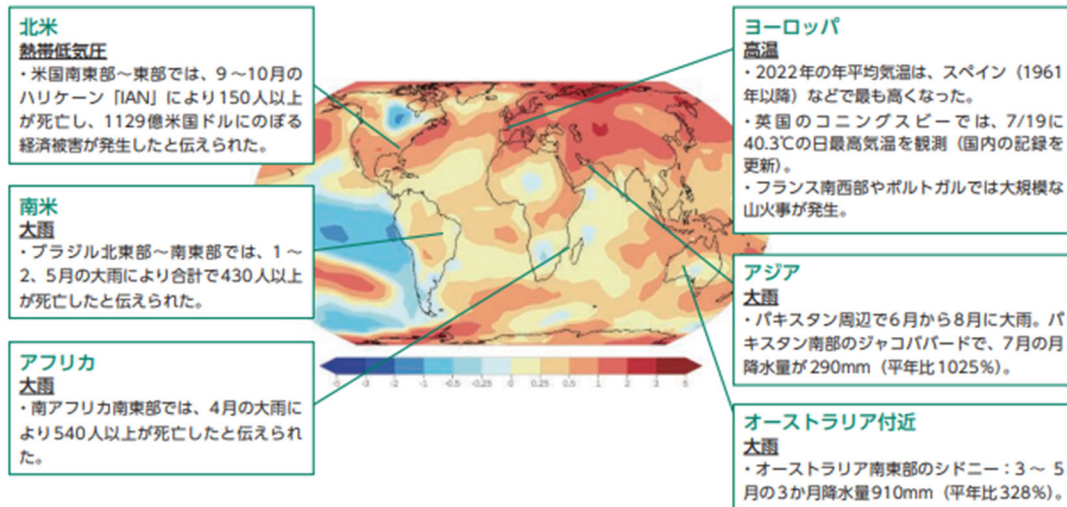 北米
熱帯低気圧
・米国南東部～東部では、9～10月の
ハリケーン「IAN」により150人以上
が死亡し、1129億米国ドルにのぼる
経済被害が発生したと伝えられた。
南米
大雨
・ブラジル北東部～南東部では、1～
2、5月の大雨により合計で430人以上
が死亡したと伝えられた。
アフリカ
大雨
・南アフリカ南東部では、4月の大雨に
より540人以上が死亡したと伝えられ
た。
-5 -3 -2 -1 -0.5 -0.25 0 0.25 0.5 1 2 3 5
ヨーロッパ
高温
・2022年の年平均気温は、スペイン（1961
年以降）などで最も高くなった。
・英国のコニングスビーでは、7/19に
40.3℃の日最高気温を観測（国内の記録を
更新）。
・フランス南西部やポルトガルでは大規模な
山火事が発生。
アジア
大雨
・パキスタン周辺で6月から8月に大雨。パ
キスタン南部のジャコババードで、7月の月
降水量が290mm（平年比1025%）。
オーストラリア付近
大雨
・オーストラリア南東部のシドニー：3～5
月の3か月降水量910mm（平年比328%）。